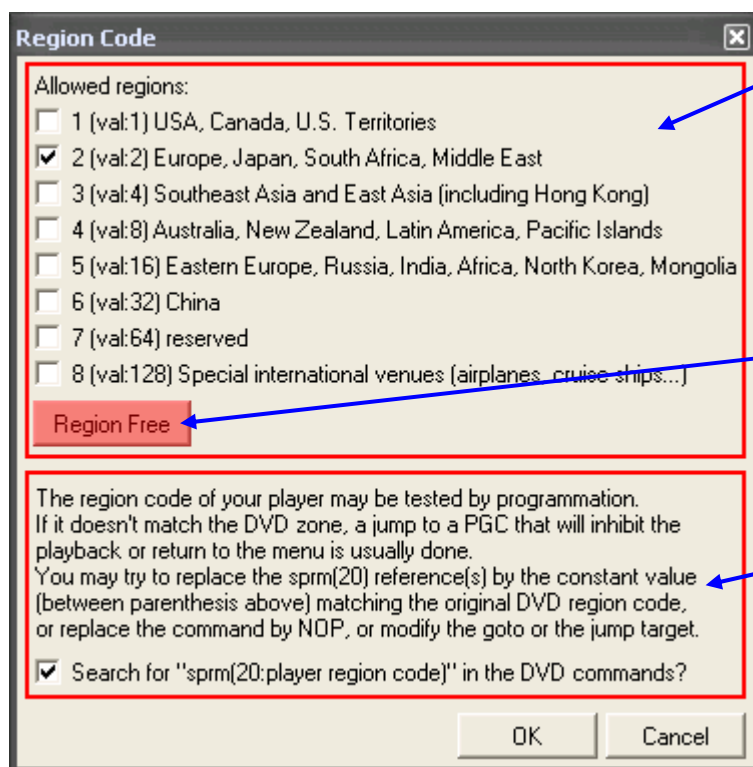 Region Code
Allowed regions:
1 (val:1) USA, Canada, U.S. Territories
2 (val:2) Europe, Japan, South Africa, Middle East
3 (val:4) Southeast Asia and East Asia (including Hong Kong)
4 (val:8) Australia, New Zealand, Latin America, Pacific Islands
5 (val:16) Eastern Europe, Russia, India, Africa, North Korea, Mongolia
6 (val:32) China
7 (val:64) reserved
8 (val:128) Special international venues (airplanes, cruise ships...)
Region Free
The region code of your player may be tested by programmation.
If it doesn't match the DVD zone, a jump to a PGC that will inhibit the
playback or return to the menu is usually done.
You may try to replace the sprm(20) reference(s) by the constant value
(between parenthesis above) matching the original DVD region code,
or replace the command by NOP, or modify the goto or the jump target.
Search for "sprm(20:player region code)" in the DVD commands?
OK Cancel